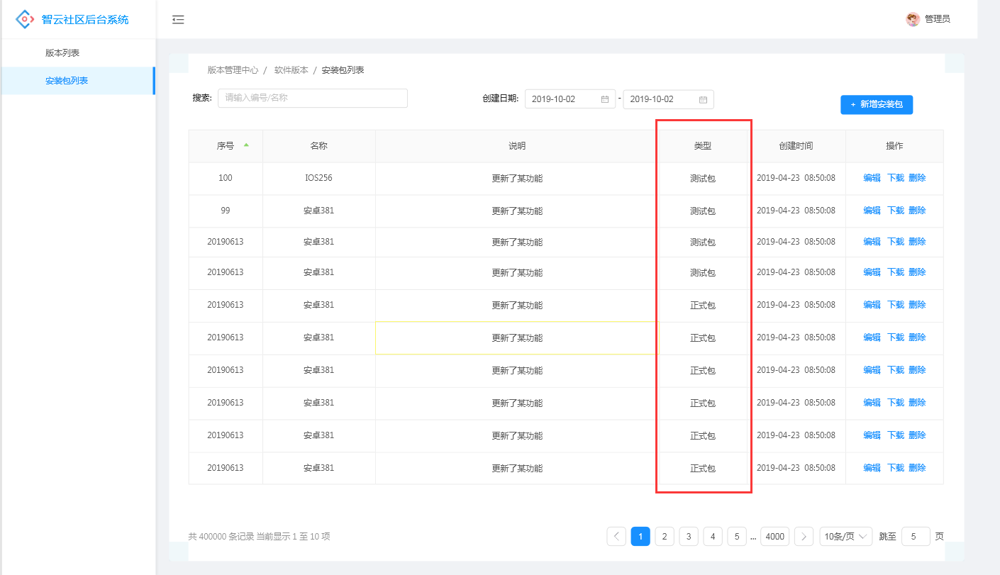 智云社区后台系统
管理员
版本列表
安装包列表
版本管理中心 / 软件版本 / 安装包列表
搜索: 请输入编号/名称 创建日期: 2019-10-02 - 2019-10-02 + 新增安装包
序号 名称 说明 类型 创建时间 操作
100 IOS256 更新了某功能 测试包 2019-04-23 08:50:08 编辑 下载 删除
99 安卓381 更新了某功能 测试包 2019-04-23 08:50:08 编辑 下载 删除
20190613 安卓381 更新了某功能 测试包 2019-04-23 08:50:08 编辑 下载 删除
20190613 安卓381 更新了某功能 测试包 2019-04-23 08:50:08 编辑 下载 删除
20190613 安卓381 更新了某功能 正式包 2019-04-23 08:50:08 编辑 下载 删除
20190613 安卓381 更新了某功能 正式包 2019-04-23 08:50:08 编辑 下载 删除
20190613 安卓381 更新了某功能 正式包 2019-04-23 08:50:08 编辑 下载 删除
20190613 安卓381 更新了某功能 正式包 2019-04-23 08:50:08 编辑 下载 删除
20190613 安卓381 更新了某功能 正式包 2019-04-23 08:50:08 编辑 下载 删除
20190613 安卓381 更新了某功能 正式包 2019-04-23 08:50:08 编辑 下载 删除
共 400000 条记录 当前显示 1 至 10 项 1 2 3 4 5 ... 4000 10条/页 跳至 5 页